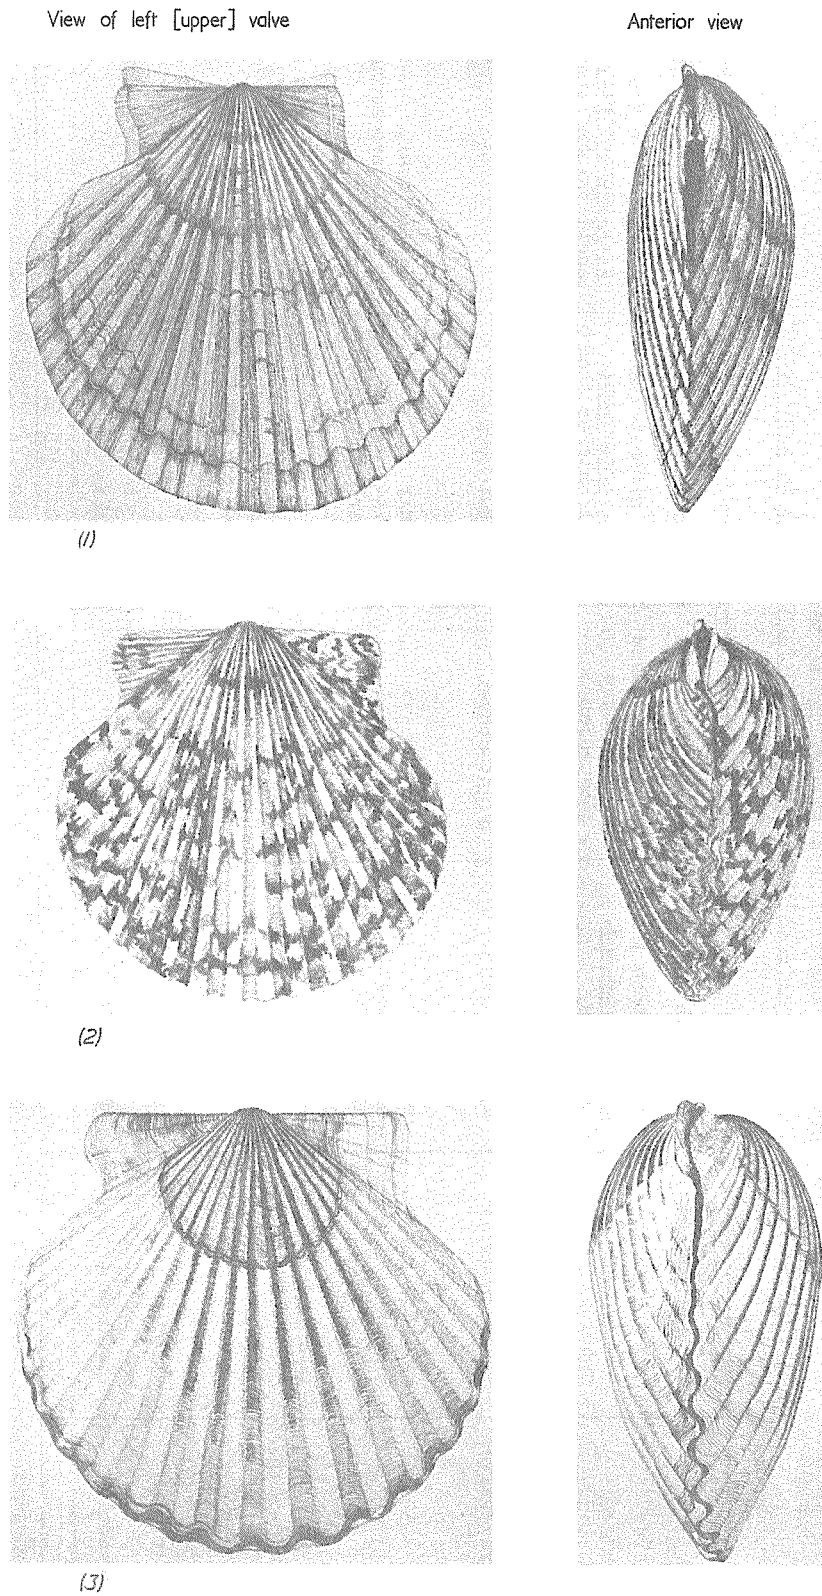 View of left [upper] valve
Anterior view
(1)
(2)
(3)